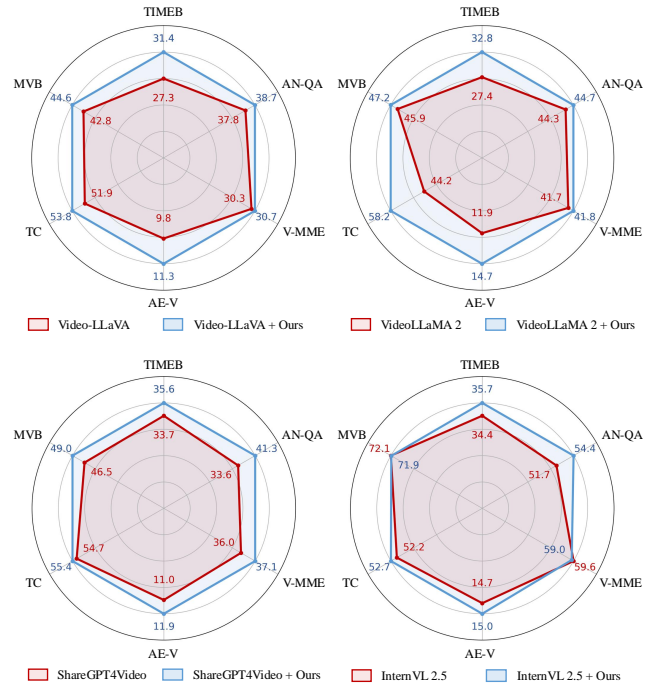 TIMEB
31.4
MVB
AN-QA
44.6
38.7
27.3
42.8
37.8
51.9
30.3
9.8
53.8
30.7
TC
V-MME
11.3
AE-V
Video-LLaVA
Video-LLaVA + Ours
TIMEB
32.8
MVB
AN-QA
47.2
44.7
27.4
45.9
44.3
44.2
41.7
11.9
58.2
41.8
TC
V-MME
14.7
AE-V
VideoLLaMA 2
VideoLLaMA 2 + Ours
TIMEB
35.6
MVB
AN-QA
49.0
41.3
33.7
46.5
33.6
54.7
36.0
11.0
55.4
37.1
TC
V-MME
11.9
AE-V
ShareGPT4Video
ShareGPT4Video + Ours
TIMEB
35.7
MVB
AN-QA
72.1
54.4
34.4
71.9
51.7
52.2
59.0
14.7
52.7
59.6
TC
V-MME
15.0
AE-V
InternVL 2.5
InternVL 2.5 + Ours